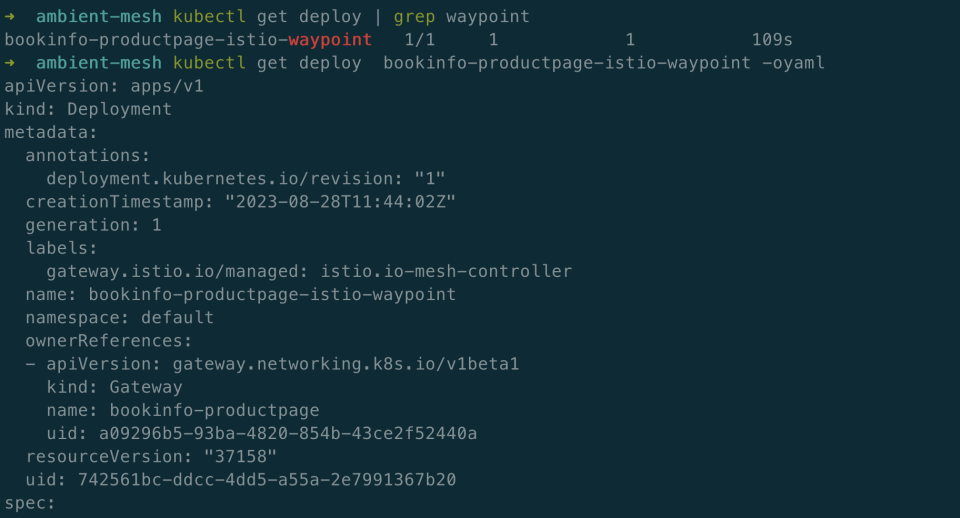 → ambient-mesh kubectl get deploy | grep waypoint
bookinfo-productpage-istio-waypoint   1/1     1            1           109s
→ ambient-mesh kubectl get deploy  bookinfo-productpage-istio-waypoint -oyaml
apiVersion: apps/v1
kind: Deployment
metadata:
  annotations:
    deployment.kubernetes.io/revision: "1"
  creationTimestamp: "2023-08-28T11:44:02Z"
  generation: 1
  labels:
    gateway.istio.io/managed: istio.io-mesh-controller
  name: bookinfo-productpage-istio-waypoint
  namespace: default
  ownerReferences:
  - apiVersion: gateway.networking.k8s.io/v1beta1
    kind: Gateway
    name: bookinfo-productpage
    uid: a09296b5-93ba-4820-854b-43ce2f52440a
  resourceVersion: "37158"
  uid: 742561bc-ddcc-4dd5-a55a-2e7991367b20
spec: